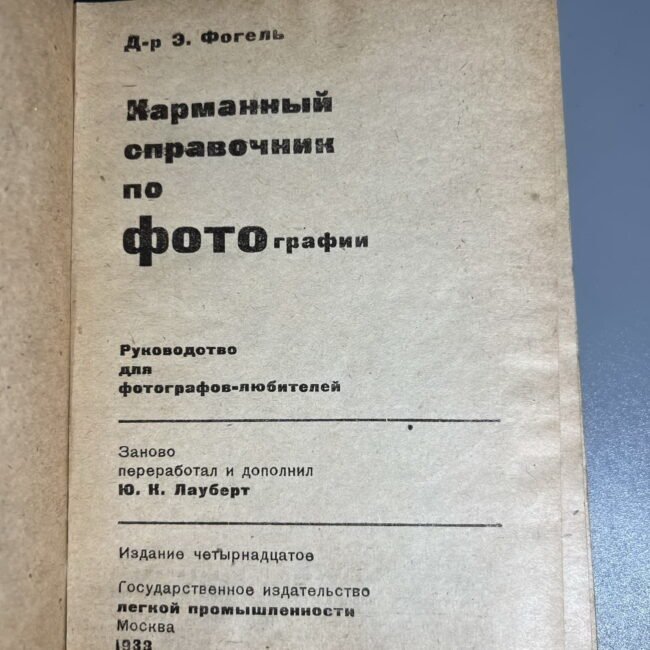 Д-р Э. Фогель
Карманный
справочник
по
фотографии
Руководство
для
фотографов-любителей
Заново
переработал и дополнил
Ю. К. Лауберт
Издание четырнадцатое
Государственное издательство
легкой промышленности
Москва
1933